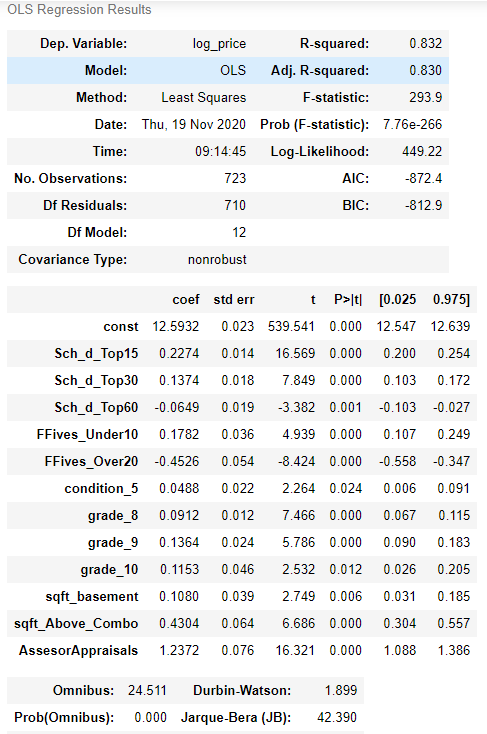 OLS Regression Results
Dep. Variable: log_price R-squared: 0.832
Model: OLS Adj. R-squared: 0.830
Method: Least Squares F-statistic: 293.9
Date: Thu, 19 Nov 2020 Prob (F-statistic): 7.76e-266
Time: 09:14:45 Log-Likelihood: 449.22
No. Observations: 723 AIC: -872.4
Df Residuals: 710 BIC: -812.9
Df Model: 12
Covariance Type: nonrobust
coef std err t P>|t| [0.025 0.975]
const 12.5932 0.023 539.541 0.000 12.547 12.639
Sch_d_Top15 0.2274 0.014 16.569 0.000 0.200 0.254
Sch_d_Top30 0.1374 0.018 7.849 0.000 0.103 0.172
Sch_d_Top60 -0.0649 0.019 -3.382 0.001 -0.103 -0.027
FFives_Under10 0.1782 0.036 4.939 0.000 0.107 0.249
FFives_Over20 -0.4526 0.054 -8.424 0.000 -0.558 -0.347
condition_5 0.0488 0.022 2.264 0.024 0.006 0.091
grade_8 0.0912 0.012 7.466 0.000 0.067 0.115
grade_9 0.1364 0.024 5.786 0.000 0.090 0.183
grade_10 0.1153 0.046 2.532 0.012 0.026 0.205
sqft_basement 0.1080 0.039 2.749 0.006 0.031 0.185
sqft_Above_Combo 0.4304 0.064 6.686 0.000 0.304 0.557
AssesorAppraisals 1.2372 0.076 16.321 0.000 1.088 1.386
Omnibus: 24.511 Durbin-Watson: 1.899
Prob(Omnibus): 0.000 Jarque-Bera (JB): 42.390